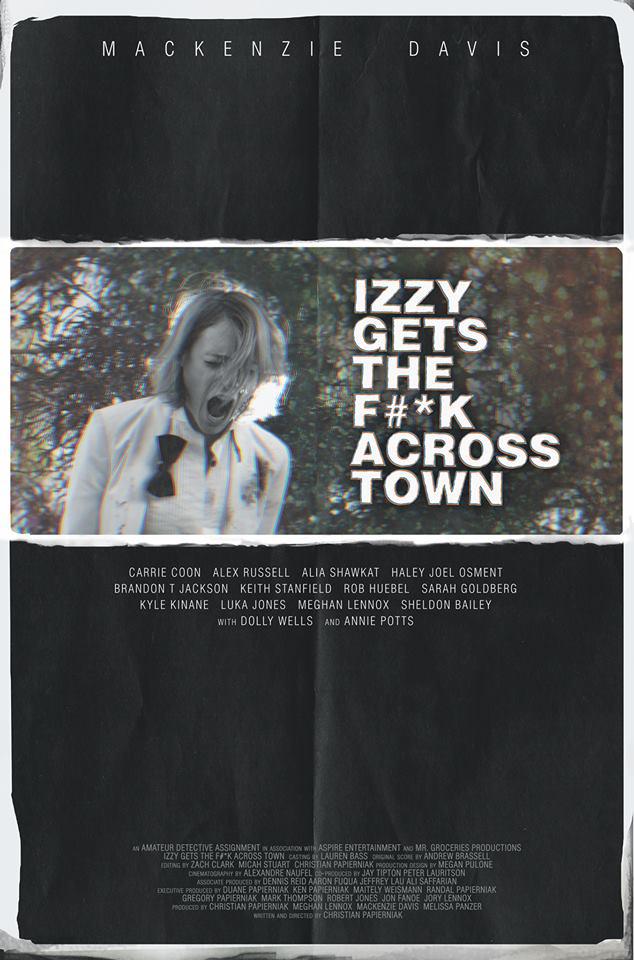 MACKENZIE DAVIS
IZZY
GETS
THE
F#*K
ACROSS
TOWN
CARRIE COON ALEX RUSSELL ALIA SHAWKAT HALEY JOEL OSMENT
BRANDON T JACKSON KEITH STANFIELD ROB HUEBEL SARAH GOLDBERG
KYLE KINANE LUKA JONES MEGHAN LENNOX SHELDON BAILEY
WITH DOLLY WELLS AND ANNIE POTTS
AN AMATEUR DETECTIVE ASSIGNMENT IN ASSOCIATION WITH ASPIRE ENTERTAINMENT AND MR. GROCERIES PRODUCTIONS
IZZY GETS THE F#*K ACROSS TOWN CASTING BY LAUREN BASS ORIGINAL SCORE BY ANDREW BRASSELL
EDITING BY ZACH CLARK MICAH STUART CHRISTIAN PAPIERNIAK PRODUCTION DESIGN BY MEGAN PULONE
CINEMATOGRAPHY BY ALEXANDRE NAUFEL CO-PRODUCED BY JAY TIPTON PETER LAURITSON
ASSOCIATE PRODUCED BY DENNIS REID AARON FUQUA JEFFREY LAU ALI SAFFARIAN
EXECUTIVE PRODUCED BY DUANE PAPIERNIAK KEN PAPIERNIAK MAITELY WEISMANN RANDAL PAPIERNIAK
GREGORY PAPIERNIAK MARK THOMPSON ROBERT JONES JON FANOE JORY LENNOX
PRODUCED BY CHRISTIAN PAPIERNIAK MEGHAN LENNOX MACKENZIE DAVIS MELISSA PANZER
WRITTEN AND DIRECTED BY CHRISTIAN PAPIERNIAK